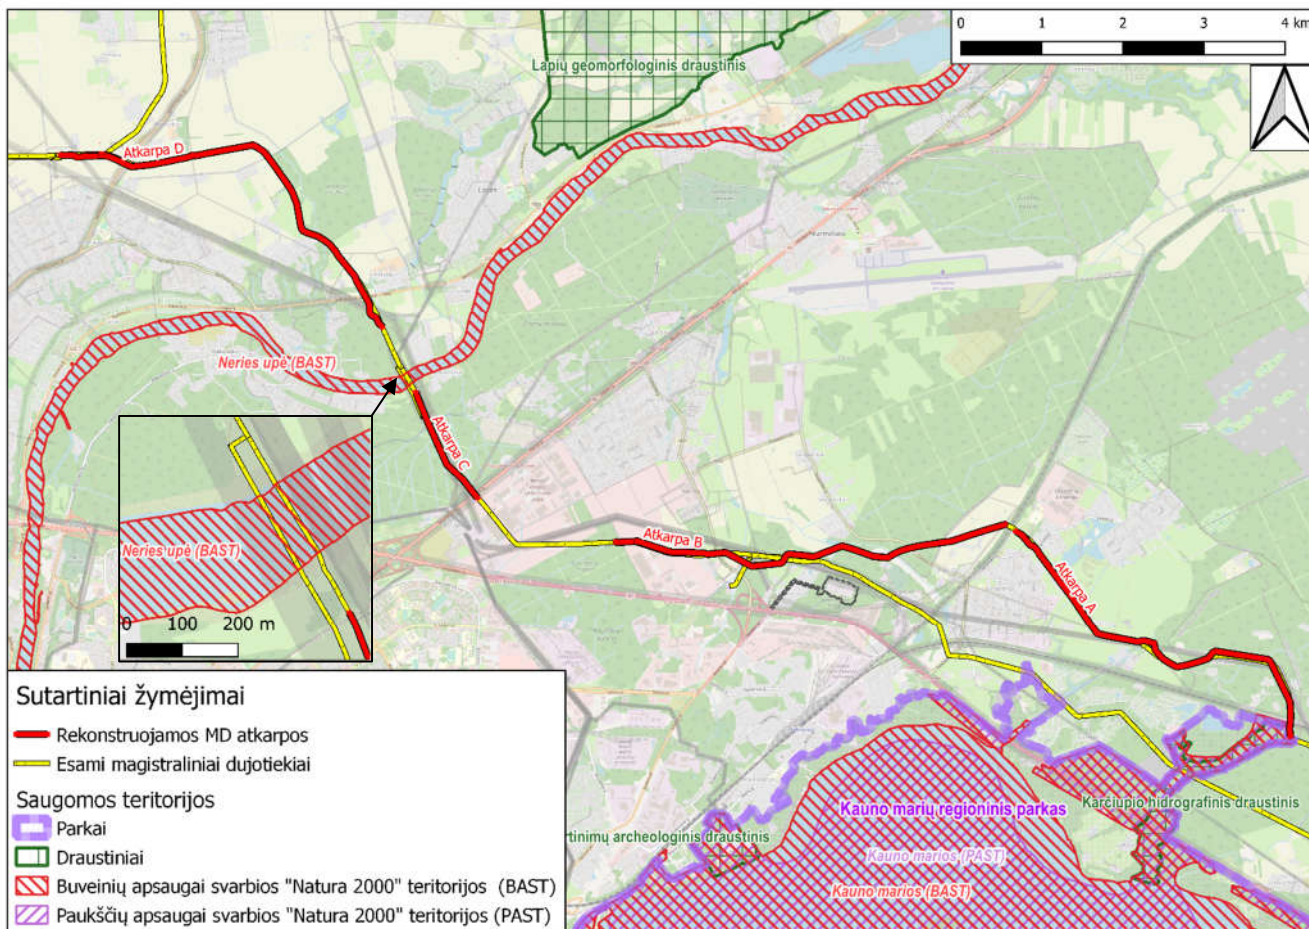 0 1 2 3 4 km
Lapių geomorfologinis draustinis
Atkarpa D
Neries upė (BAST)
Atkarpa C
Neries upė (BAST)
0 100 200 m
Atkarpa B
Atkarpa A
Kauno marių regioninis parkas
Karčiupio hidrografinis draustinis
tinimų archeologinis draustinis
Kauno marios (PAST)
Kauno marios (BAST)
Sutartiniai žymėjimai
Rekonstruojamos MD atkarpos
Esami magistraliniai dujotiekiai
Saugomos teritorijos
Parkai
Draustiniai
Buveinių apsaugai svarbios "Natura 2000" teritorijos (BAST)
Paukščių apsaugai svarbios "Natura 2000" teritorijos (PAST)